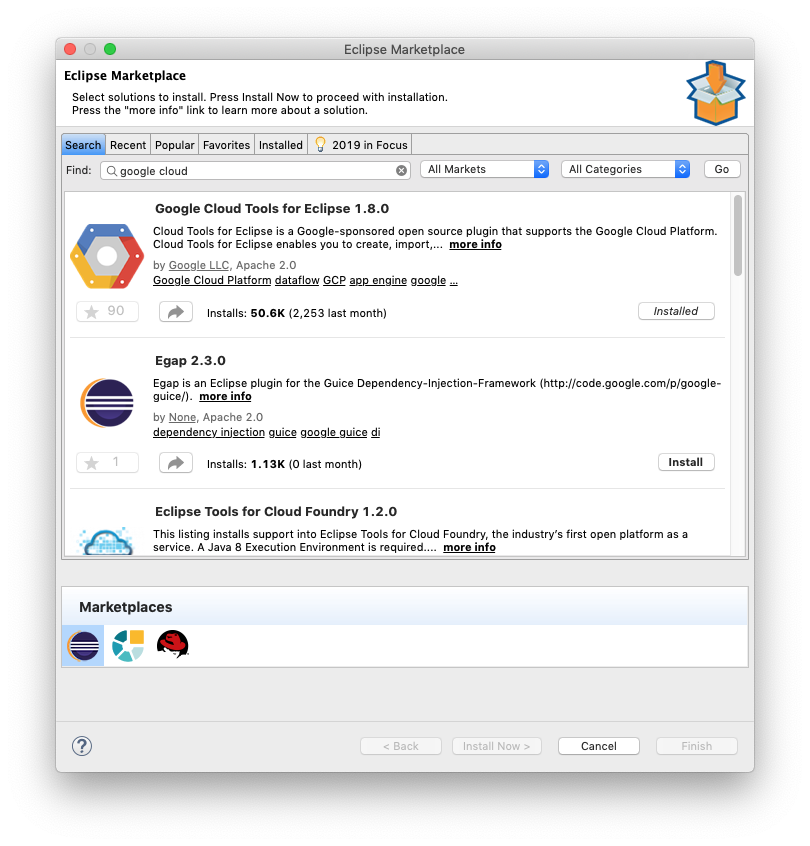 Eclipse Marketplace
Eclipse Marketplace
Select solutions to install. Press Install Now to proceed with installation.
Press the "more info" link to learn more about a solution.
Search Recent Popular Favorites Installed 2019 in Focus
Find: google cloud All Markets All Categories Go
Google Cloud Tools for Eclipse 1.8.0
Cloud Tools for Eclipse is a Google-sponsored open source plugin that supports the Google Cloud Platform.
Cloud Tools for Eclipse enables you to create, import,... more info
by Google LLC, Apache 2.0
Google Cloud Platform dataflow GCP app engine google ...
90 Installs: 50.6K (2,253 last month) Installed
Egap 2.3.0
Egap is an Eclipse plugin for the Guice Dependency-Injection-Framework (http://code.google.com/p/google-
guice/). more info
by None, Apache 2.0
dependency injection guice google guice di
1 Installs: 1.13K (0 last month) Install
Eclipse Tools for Cloud Foundry 1.2.0
This listing installs support into Eclipse Tools for Cloud Foundry, the industry's first open platform as a
service. A Java 8 Execution Environment is required.... more info
Marketplaces
? < Back Install Now > Cancel Finish